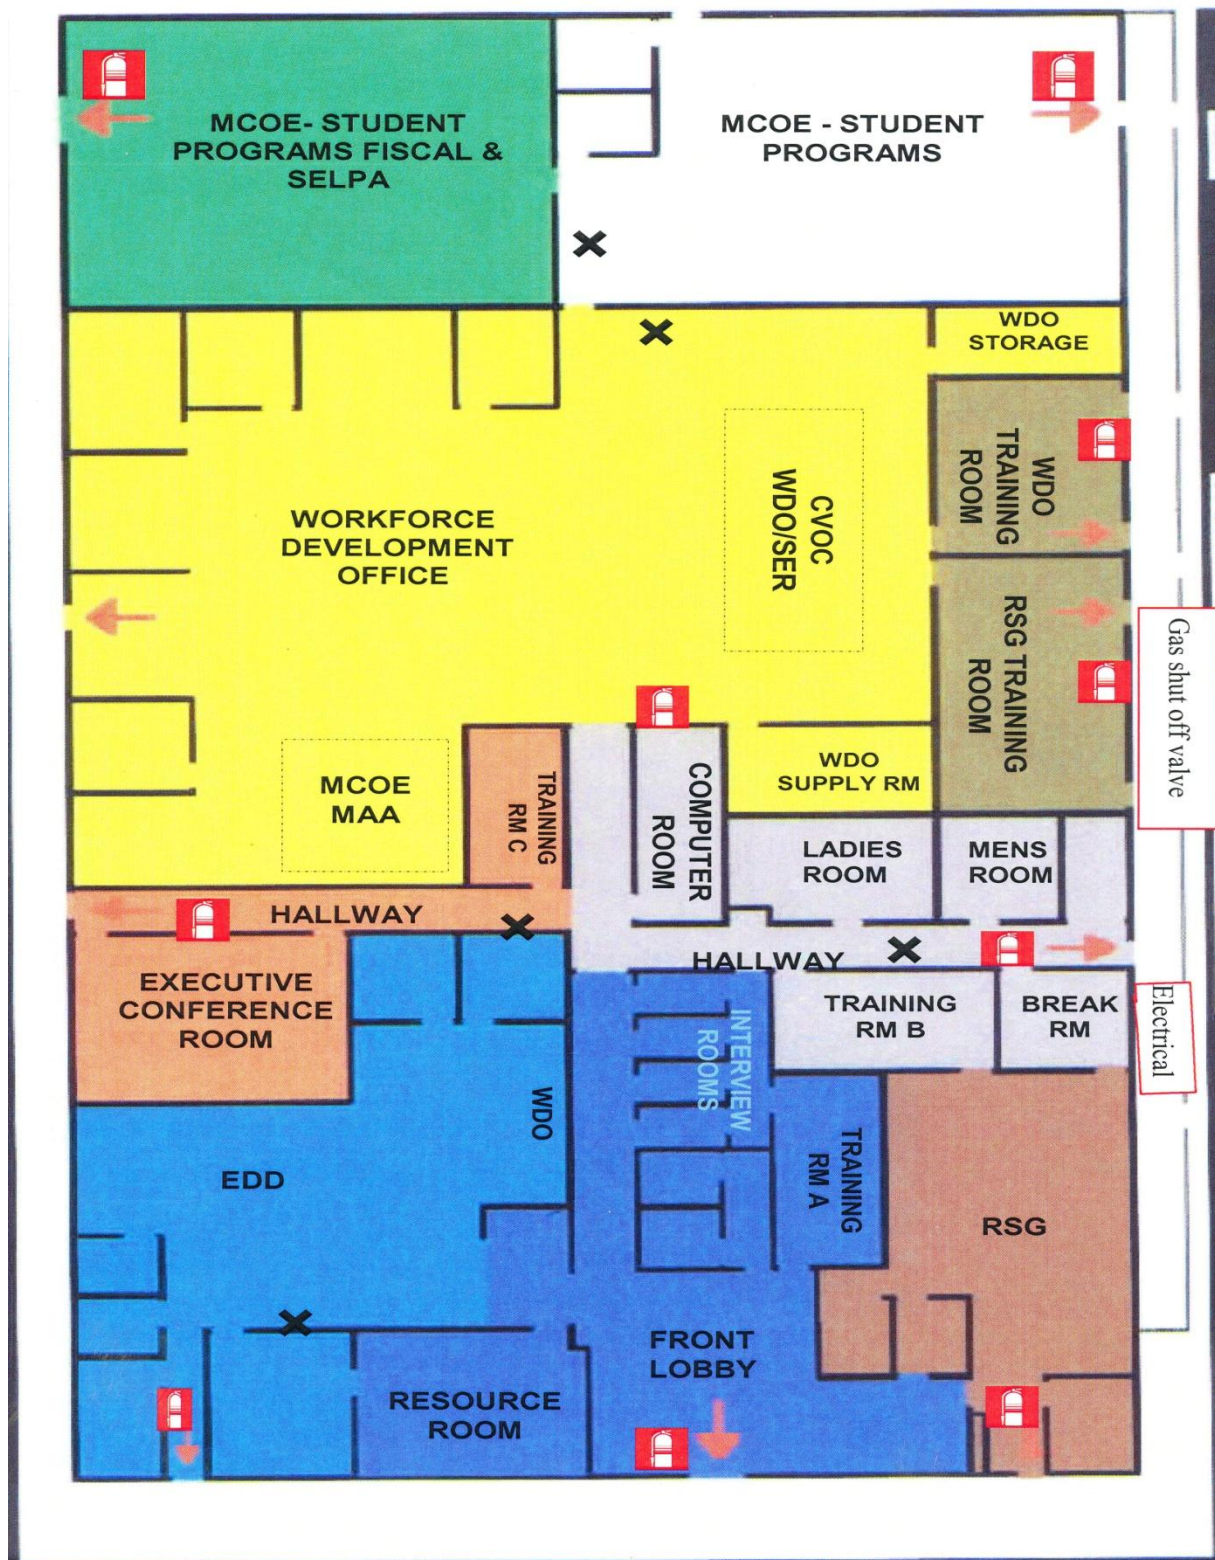 MCOE- STUDENT
PROGRAMS FISCAL &
SELPA
MCOE - STUDENT
PROGRAMS
WDO
STORAGE
WDO
TRAINING
ROOM
WORKFORCE
DEVELOPMENT
OFFICE
CVOC
WDO/SER
RSG TRAINING
ROOM
Gas shut off valve
MCOE
MAA
TRAINING
RM C
COMPUTER
ROOM
WDO
SUPPLY RM
LADIES
ROOM
MENS
ROOM
HALLWAY
HALLWAY
EXECUTIVE
CONFERENCE
ROOM
INTERVIEW
ROOMS
TRAINING
RM B
BREAK
RM
Electrical
WDO
EDD
TRAINING
RM A
RSG
FRONT
LOBBY
RESOURCE
ROOM